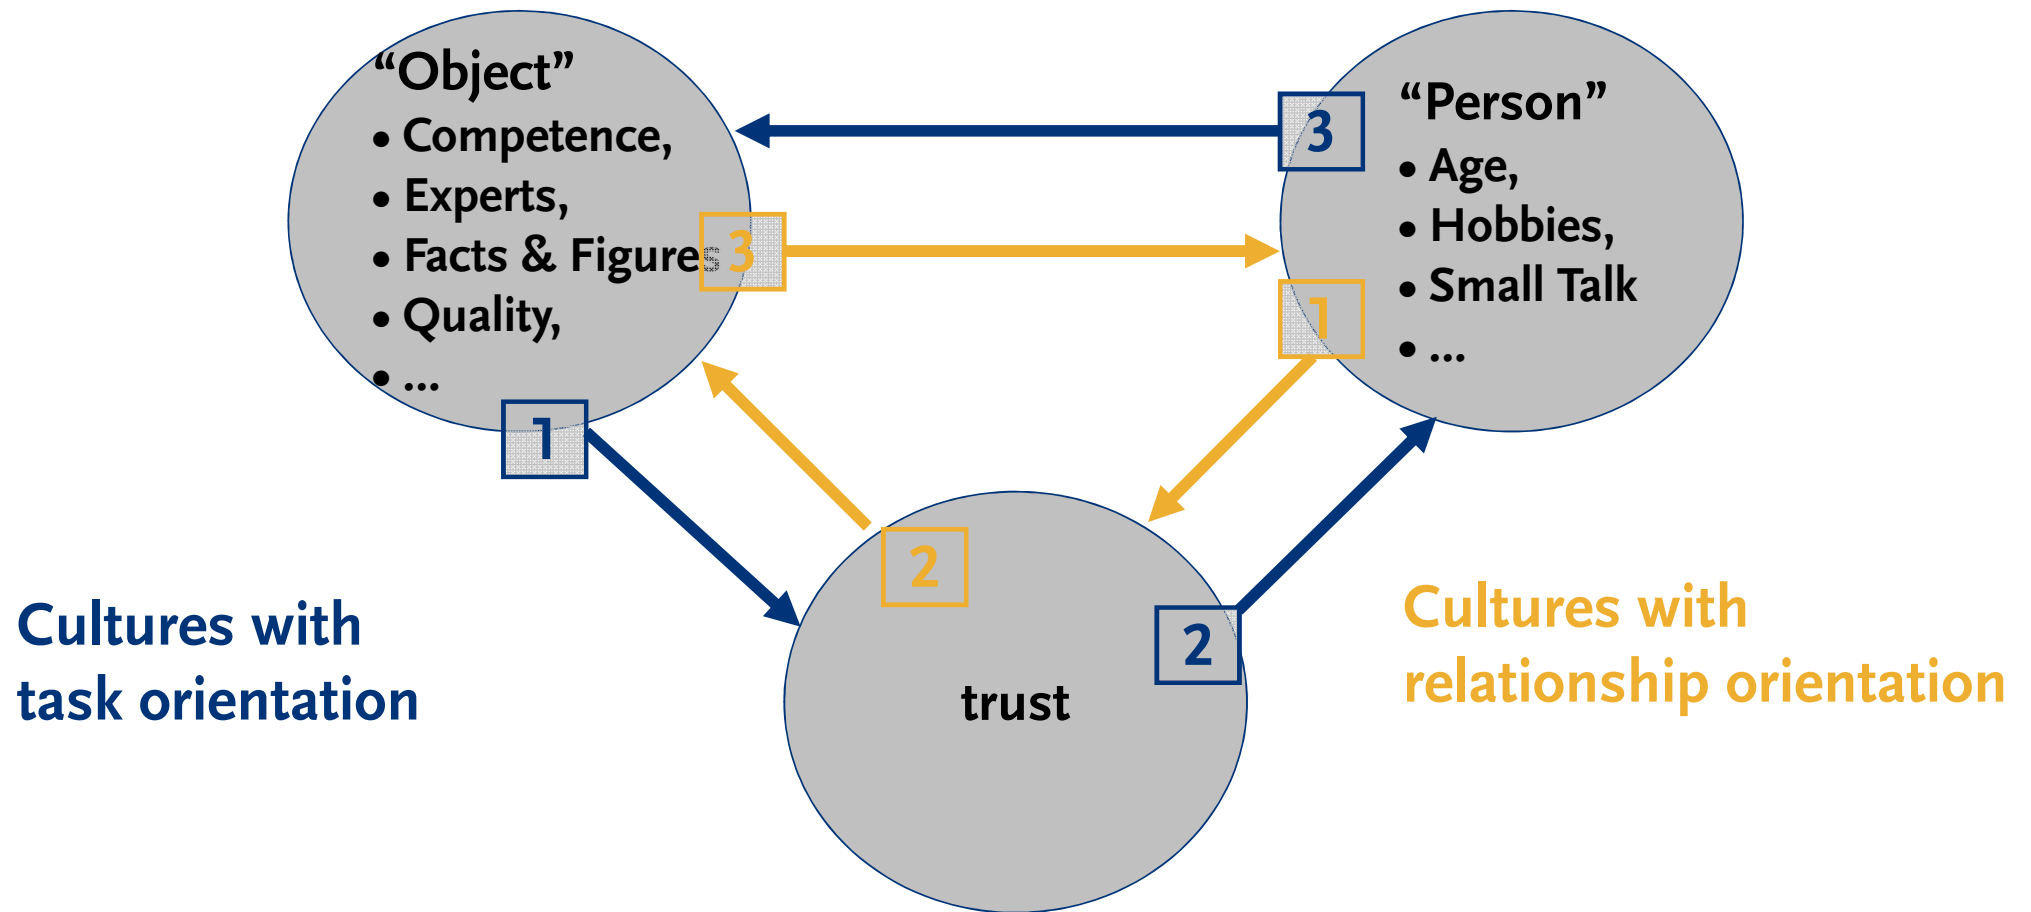 “Object”
• Competence,
• Experts,
• Facts & Figures
• Quality,
• ...
3
1
“Person”
• Age,
• Hobbies,
• Small Talk
• ...
3
1
2
2
trust
Cultures with
task orientation
Cultures with
relationship orientation